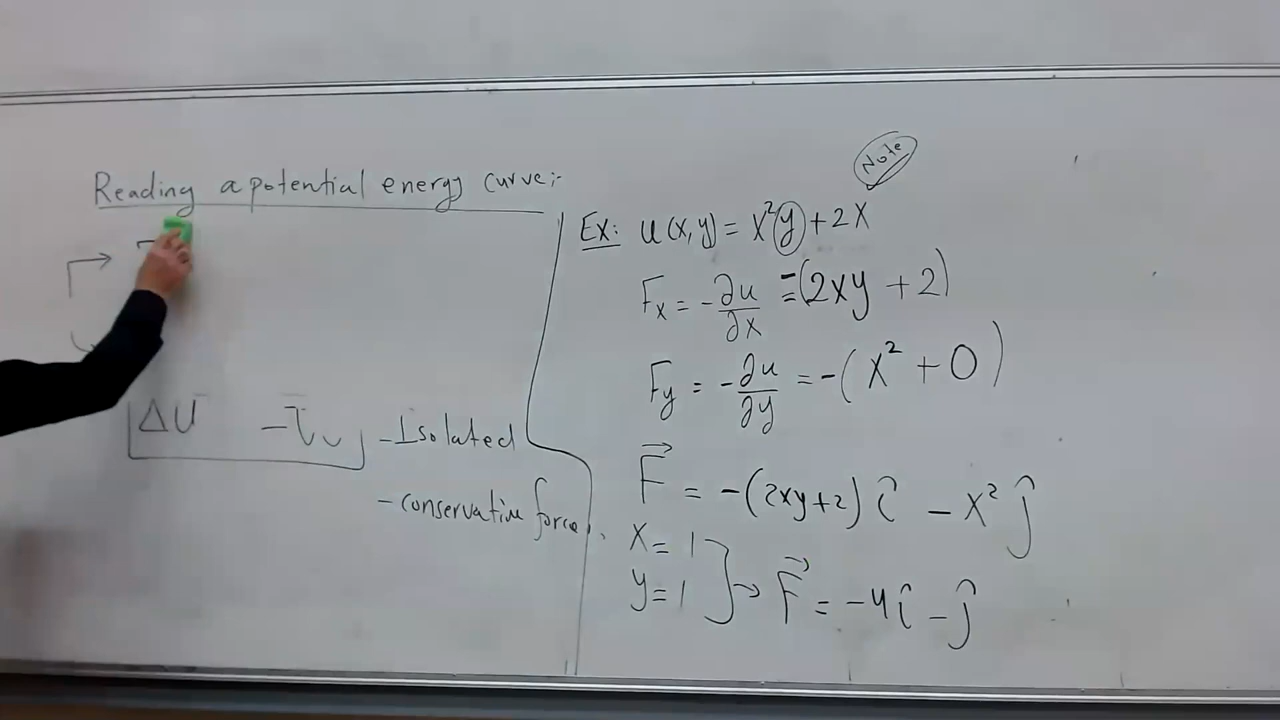 Reading a potential energy curve:-
ΔU
- Isolated
- conservative force.
Note
Ex: u(x,y) = x²y + 2x
Fx = -∂u/∂x = -(2xy + 2)
Fy = -∂u/∂y = -(x² + 0)
F⃗ = -(2xy+2) î - x² ĵ
x = 1
y = 1
→ F⃗ = -4î - ĵ